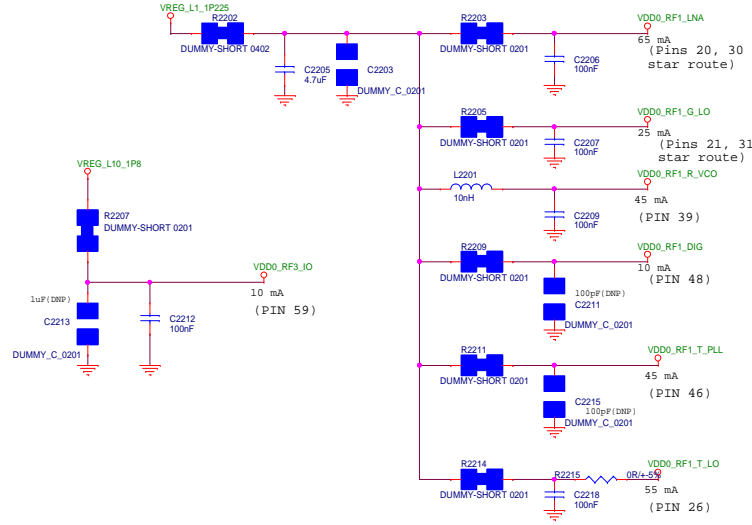 VREG_L1_1P225
R2202
DUMMY-SHORT 0402
C2205
4.7uF
C2203
DUMMY_C_0201
R2203
DUMMY-SHORT 0201
C2206
100nF
VDD0_RF1_LNA
65 mA
(Pins 20, 30
star route)
R2205
DUMMY-SHORT 0201
C2207
100nF
VDD0_RF1_G_LO
25 mA
(Pins 21, 31
star route)
L2201
10nH
C2209
100nF
VDD0_RF1_R_VCO
45 mA
(PIN 39)
VREG_L10_1P8
R2207
DUMMY-SHORT 0201
VDD0_RF3_IO
10 mA
(PIN 59)
1uF(DNP)
C2213
DUMMY_C_0201
C2212
100nF
R2209
DUMMY-SHORT 0201
VDD0_RF1_DIG
10 mA
(PIN 48)
100pF(DNP)
C2211
DUMMY_C_0201
R2211
DUMMY-SHORT 0201
VDD0_RF1_T_PLL
45 mA
(PIN 46)
C2215
100pF(DNP)
DUMMY_C_0201
R2214
DUMMY-SHORT 0201
R2215
0R/+-5%
C2218
100nF
VDD0_RF1_T_LO
55 mA
(PIN 26)